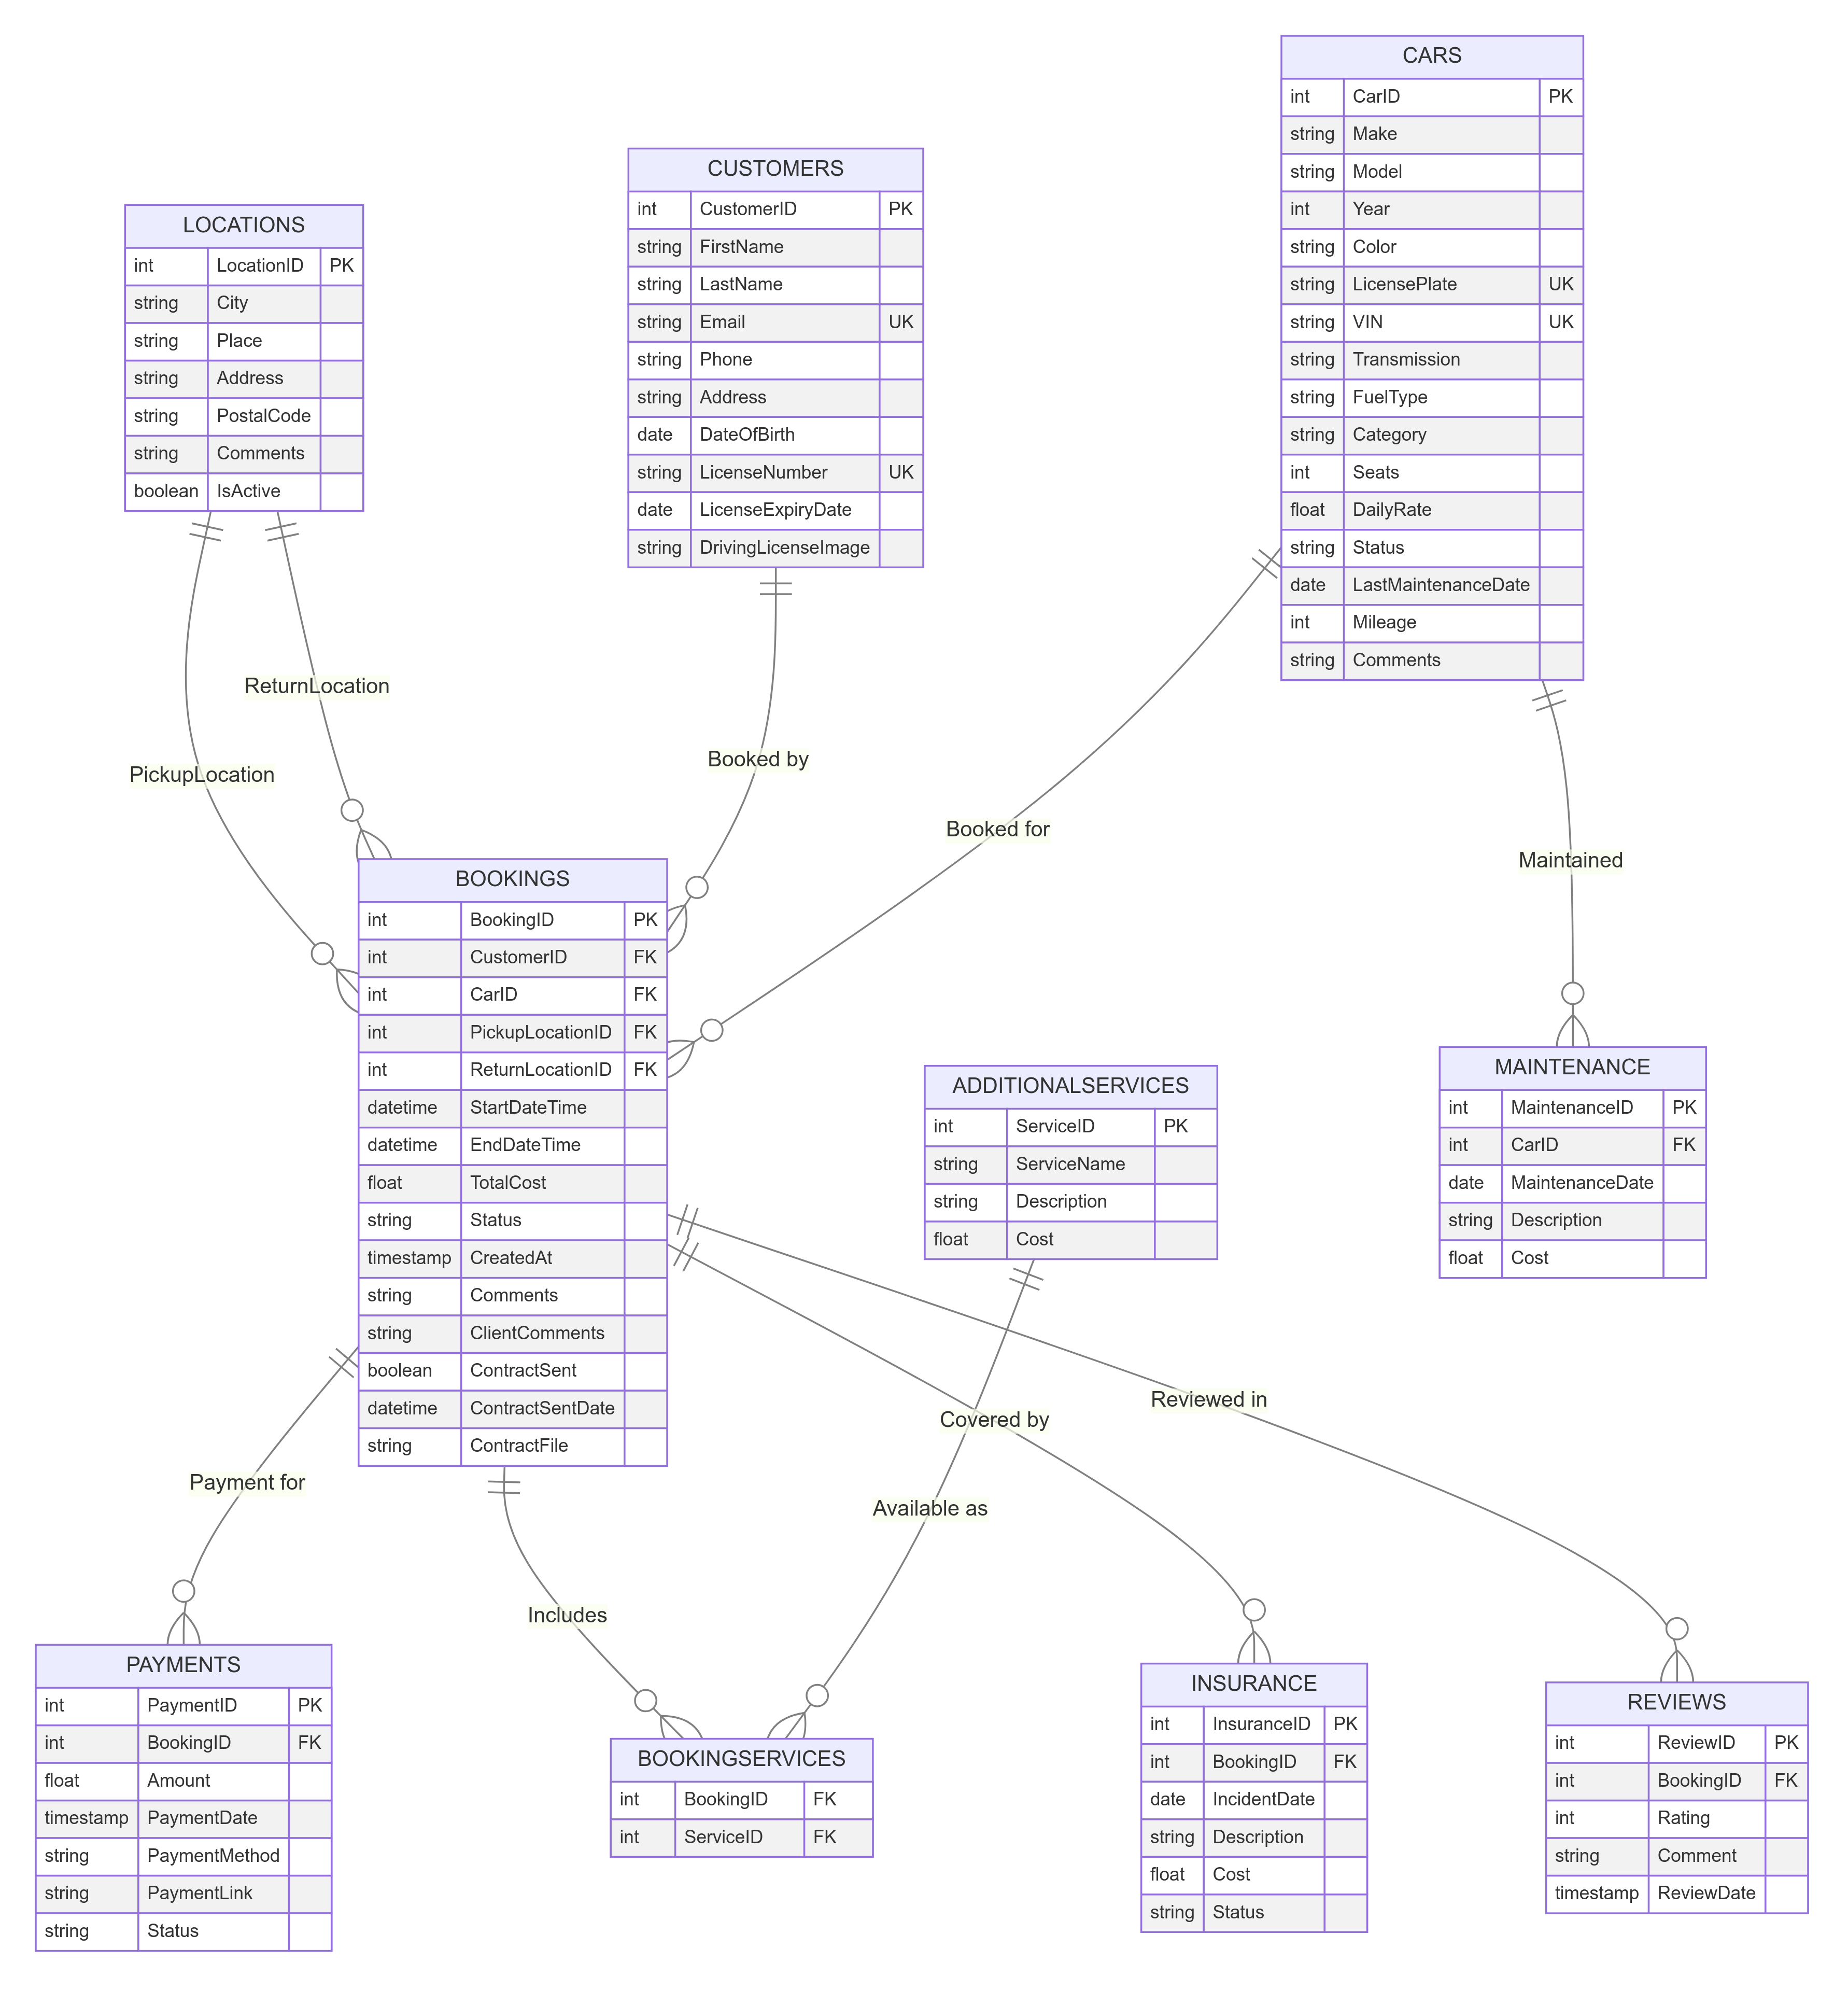 CARS
int CarID PK
string Make
string Model
int Year
string Color
string LicensePlate UK
string VIN UK
string Transmission
string FuelType
string Category
int Seats
float DailyRate
string Status
date LastMaintenanceDate
int Mileage
string Comments
CUSTOMERS
int CustomerID PK
string FirstName
string LastName
string Email UK
string Phone
string Address
date DateOfBirth
string LicenseNumber UK
date LicenseExpiryDate
string DrivingLicenseImage
LOCATIONS
int LocationID PK
string City
string Place
string Address
string PostalCode
string Comments
boolean IsActive
ReturnLocation
PickupLocation
Booked by
Booked for
Maintained
BOOKINGS
int BookingID PK
int CustomerID FK
int CarID FK
int PickupLocationID FK
int ReturnLocationID FK
datetime StartDateTime
datetime EndDateTime
float TotalCost
string Status
timestamp CreatedAt
string Comments
string ClientComments
boolean ContractSent
datetime ContractSentDate
string ContractFile
ADDITIONALSERVICES
int ServiceID PK
string ServiceName
string Description
float Cost
MAINTENANCE
int MaintenanceID PK
int CarID FK
date MaintenanceDate
string Description
float Cost
Reviewed in
Covered by
Payment for
Available as
Includes
PAYMENTS
int PaymentID PK
int BookingID FK
float Amount
timestamp PaymentDate
string PaymentMethod
string PaymentLink
string Status
BOOKINGSERVICES
int BookingID FK
int ServiceID FK
INSURANCE
int InsuranceID PK
int BookingID FK
date IncidentDate
string Description
float Cost
string Status
REVIEWS
int ReviewID PK
int BookingID FK
int Rating
string Comment
timestamp ReviewDate